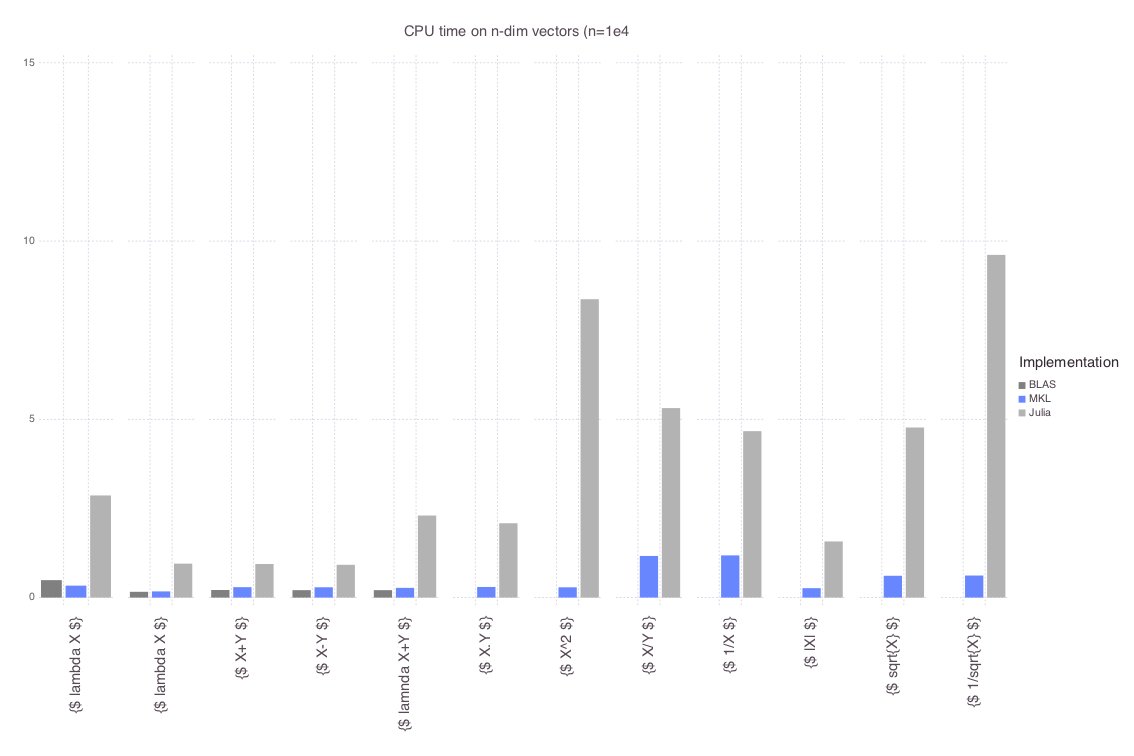 CPU time on n-dim vectors (n=1e4
15
10
5
0
Implementation
BLAS
MKL
Julia
{$ lambda X $}
{$ lambda X $}
{$ X+Y $}
{$ X-Y $}
{$ lamnda X+Y $}
{$ X.Y $}
{$ X^2 $}
{$ X/Y $}
{$ 1/X $}
{$ |X| $}
{$ sqrt{X} $}
{$ 1/sqrt{X} $}